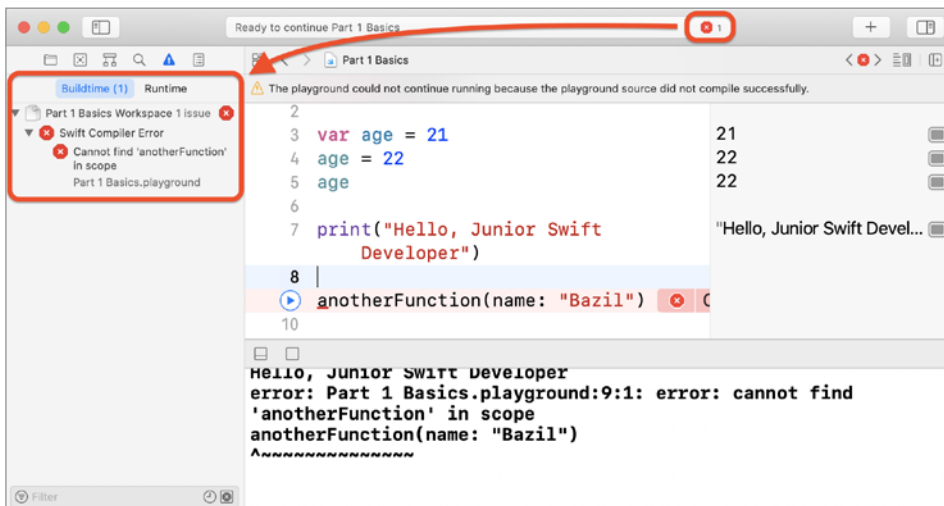 Ready to continue Part 1 Basics
1
Part 1 Basics
Buildtime (1) Runtime
The playground could not continue running because the playground source did not compile successfully.
Part 1 Basics Workspace 1 issue
Swift Compiler Error
Cannot find 'anotherFunction'
in scope
Part 1 Basics.playground
2
3 var age = 21 21
4 age = 22 22
5 age 22
6
7 print("Hello, Junior Swift "Hello, Junior Swift Devel...
Developer")
8
anotherFunction(name: "Bazil")
10
Hello, Junior Swift Developer
error: Part 1 Basics.playground:9:1: error: cannot find
'anotherFunction' in scope
anotherFunction(name: "Bazil")
^~~~~~~~~~~~~~~
Filter